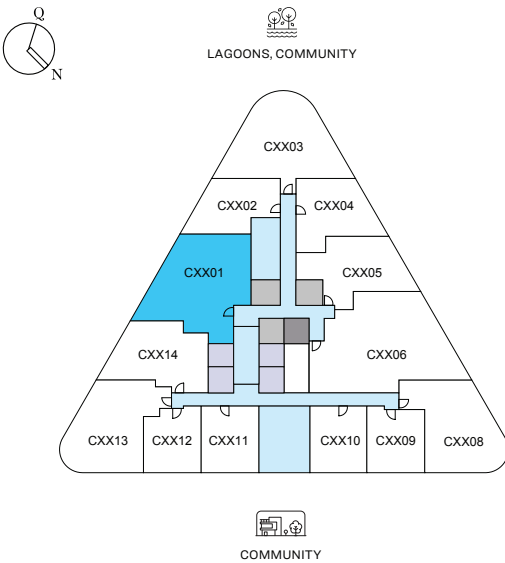 Q
N
LAGOONS, COMMUNITY
CXX03
CXX02
CXX04
CXX01
CXX05
CXX14
CXX06
CXX13
CXX12
CXX11
CXX10
CXX09
CXX08
COMMUNITY